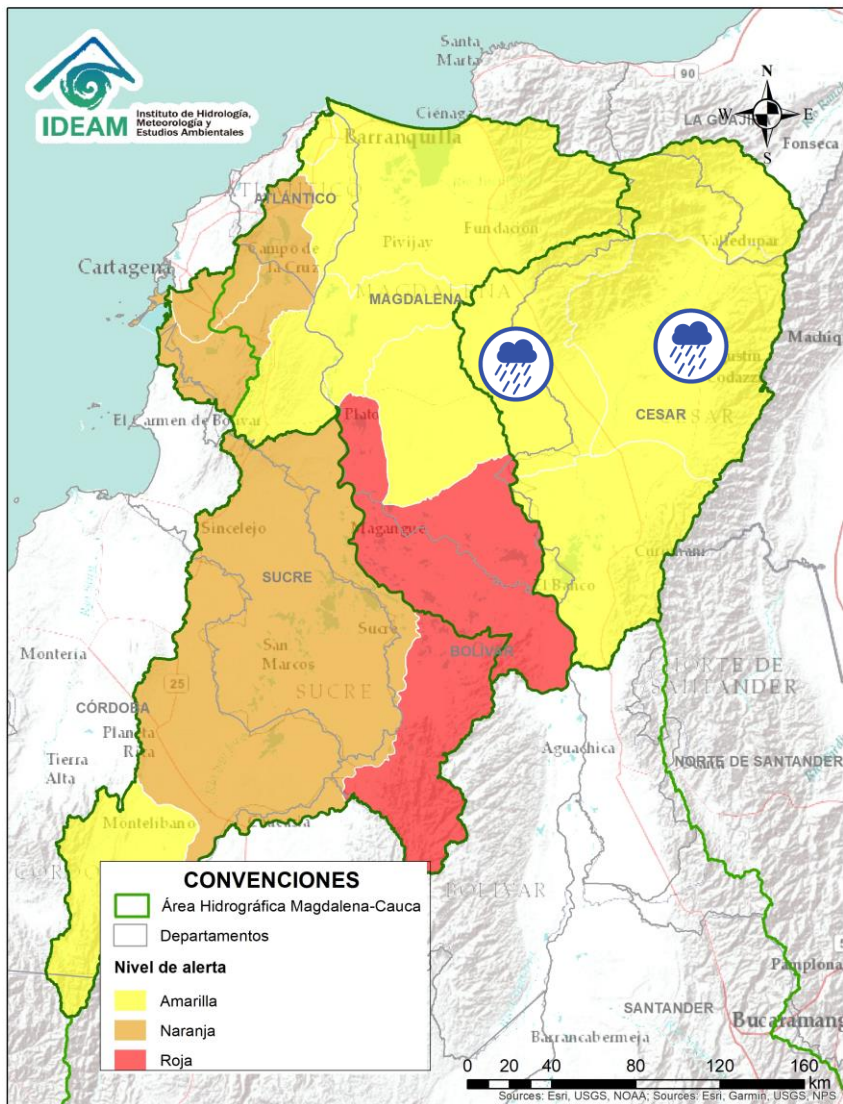 Santa
Marta
90
N
W
E
S
IDEAM
Instituto de Hidrología,
Meteorología y
Estudios Ambientales
Ciénaga
LA GUAJI
Fonseca
Barranquilla
ATLÁNTICO
Valledupar
Fundación
Pivijay
Campo de
la Cruz
Cartagena
MAGDALENA
MAGDALENA
Codazzi
CESAR
El Carmen de Bolívar
Plato
Sincelejo
Magangué
SUCRE
El Banco
Sucre
San
Marcos
BOLÍVAR
Montería
SUCRE
25
NORTE DE
SANTANDER
CÓRDOBA
Planeta
Rica
Tierra
Alta
Aguachica
NORTE DE SANTANDER
Montelíbano
BOLÍVAR
CONVENCIONES
Área Hidrográfica Magdalena-Cauca
Departamentos
Nivel de alerta
Amarilla
Naranja
Roja
Pamplona
SANTANDER
Bucaramang
Barrancabermeja
0 20 40 80 120 160
km
Sources: Esri, USGS, NOAA; Sources: Esri, Garmin, USGS, NPS